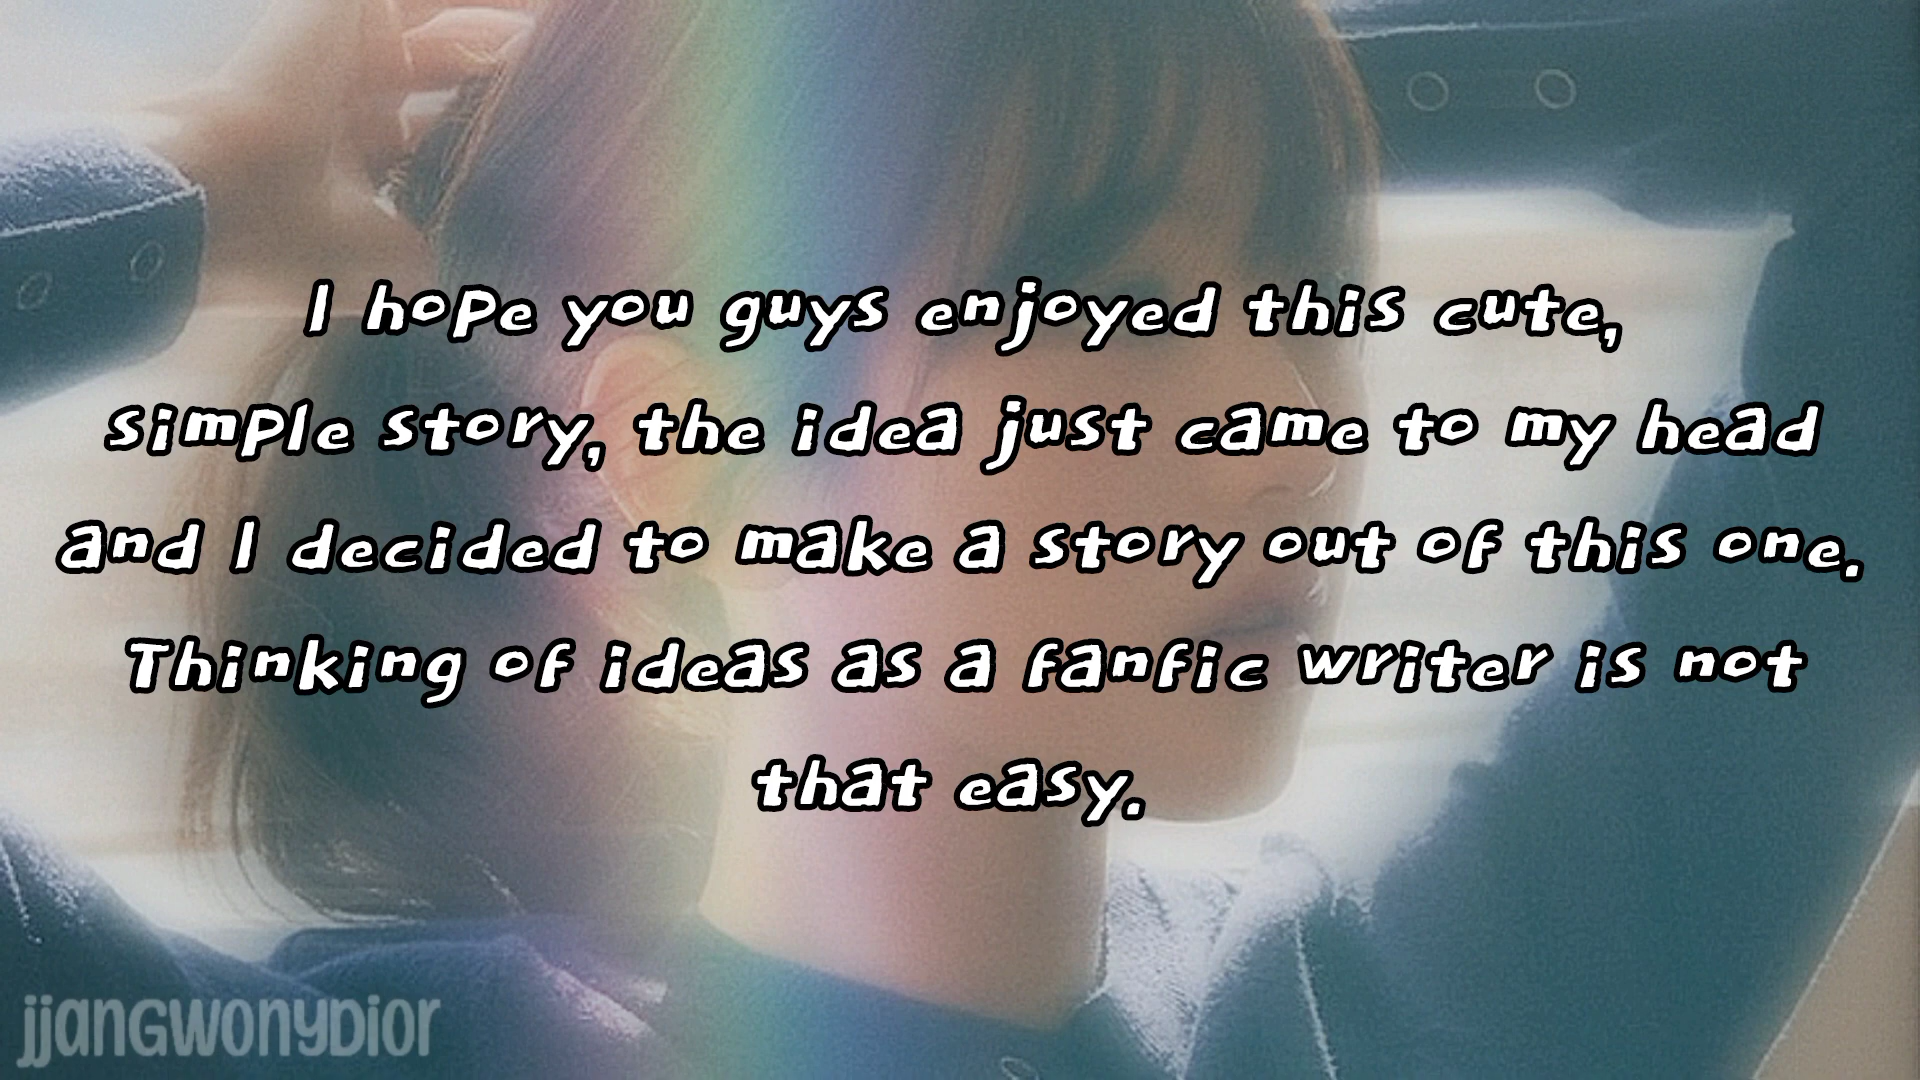 I hope you guys enjoyed this cute,
simple story, the idea just came to my head
and I decided to make a story out of this one.
Thinking of ideas as a fanfic writer is not
that easy.
jjangwonyDior